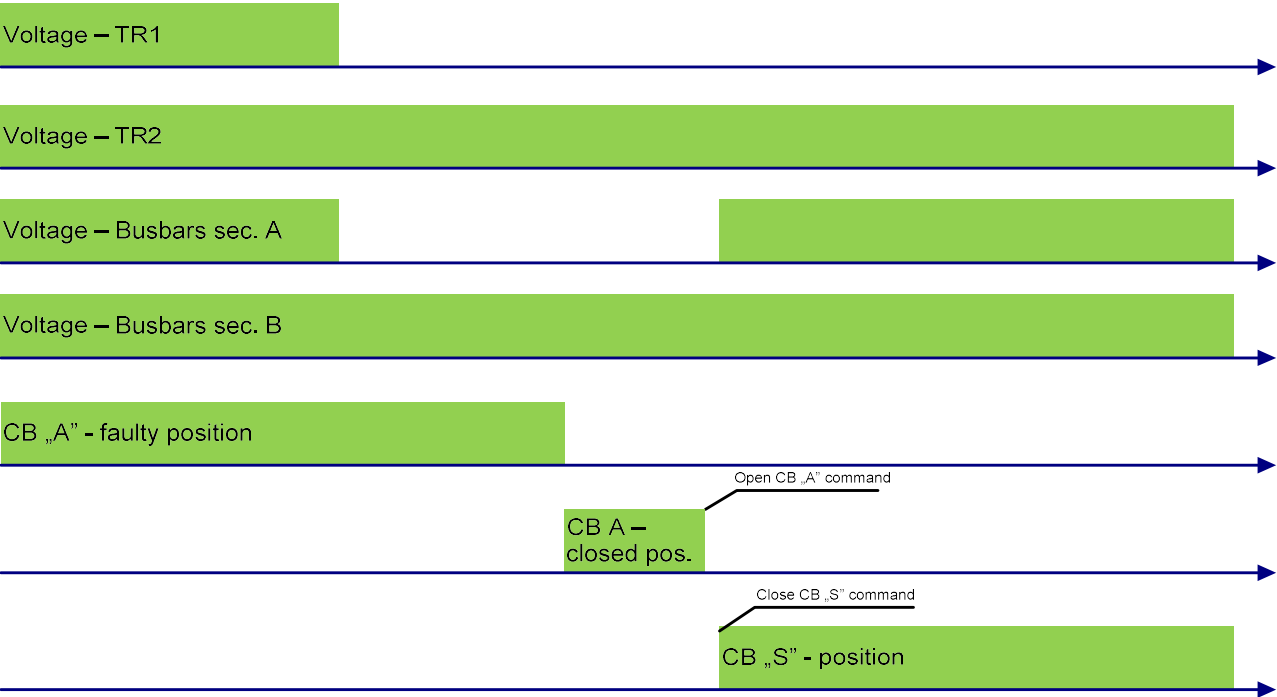 Voltage – TR1
Voltage – TR2
Voltage – Busbars sec. A
Voltage – Busbars sec. B
CB „A” - faulty position
Open CB „A” command
CB A –
closed pos.
Close CB „S” command
CB „S” - position